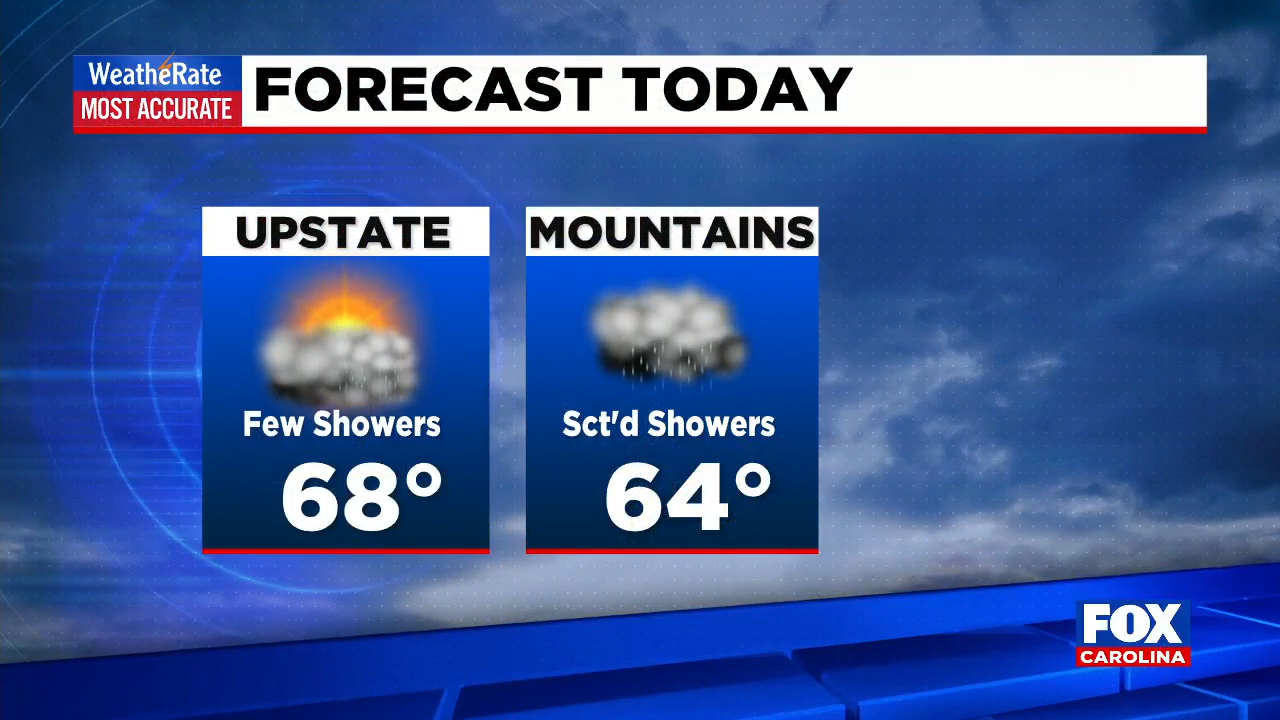 WeatheRate
MOST ACCURATE
FORECAST TODAY
UPSTATE
Few Showers
68°
MOUNTAINS
Sct'd Showers
64°
FOX
CAROLINA